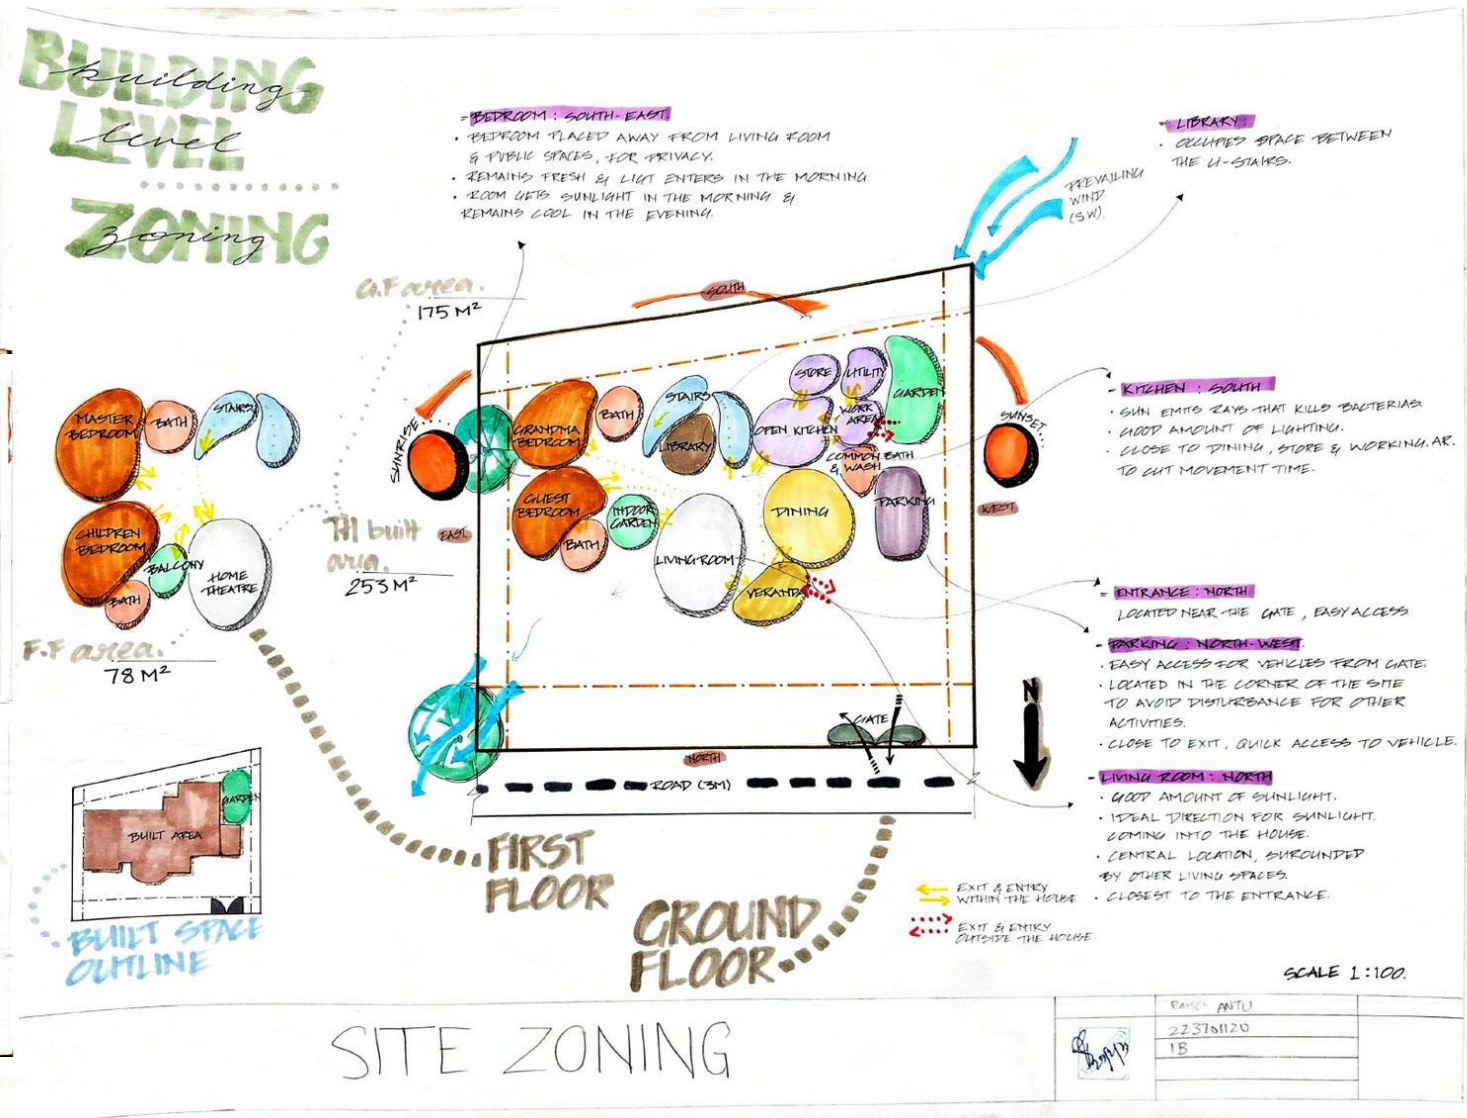 BUILDING
building
LEVEL
level
ZONING
zoning
= BEDROOM : SOUTH-EAST.
• BEDROOM PLACED AWAY FROM LIVING ROOM
& PUBLIC SPACES, FOR PRIVACY.
• REMAINS FRESH & LIGT ENTERS IN THE MORNING
• ROOM GETS SUNLIGHT IN THE MORNING &
REMAINS COOL IN THE EVENING.
- LIBRARY:
• OCCUPIES SPACE BETWEEN
THE U-STAIRS.
PREVAILING
WIND.
(SW)
G.F area.
175 M²
SOUTH
MASTER
BEDROOM
BATH
STAIRS
CHILDREN
BEDROOM
BALCONY
BATH
HOME
THEATRE
F.F area.
78 M²
Ttl built
area.
253 M²
SUNRISE...
EAST
GRANDMA
BEDROOM
BATH
STAIRS
LIBRARY
STORE
UTILITY
GARDEN
OPEN KITCHEN
WORK
AREA
COMMON BATH
& WASH
GUEST
BEDROOM
INDOOR
GARDEN
BATH
LIVING ROOM
DINING
PARKING
VERANDA
SUNSET...
WEST
- KITCHEN : SOUTH
• SUN EMITS RAYS THAT KILLS BACTERIAS
• GOOD AMOUNT OF LIGHTING.
• CLOSE TO DINING, STORE & WORKING. AR.
TO CUT MOVEMENT TIME.
- ENTRANCE : NORTH
LOCATED NEAR THE GATE, EASY ACCESS
- PARKING : NORTH-WEST.
• EASY ACCESS FOR VEHICLES FROM GATE.
• LOCATED IN THE CORNER OF THE SITE
TO AVOID DISTURBANCE FOR OTHER
ACTIVITIES.
• CLOSE TO EXIT, QUICK ACCESS TO VEHICLE.
- LIVING ROOM : NORTH
• GOOD AMOUNT OF SUNLIGHT.
• IDEAL DIRECTION FOR SUNLIGHT.
COMING INTO THE HOUSE.
• CENTRAL LOCATION, SUROUNDED
BY OTHER LIVING SPACES.
• CLOSEST TO THE ENTRANCE.
N
GATE
NORTH
ROAD (3M)
GARDEN
BUILT AREA
BUILT SPACE
OUTLINE
FIRST
FLOOR
GROUND
FLOOR
EXIT & ENTRY
WITHIN THE HOUSE
EXIT & ENTRY
OUTSIDE THE HOUSE.
SCALE 1:100.
SITE ZONING
ANTU
223701120
1B